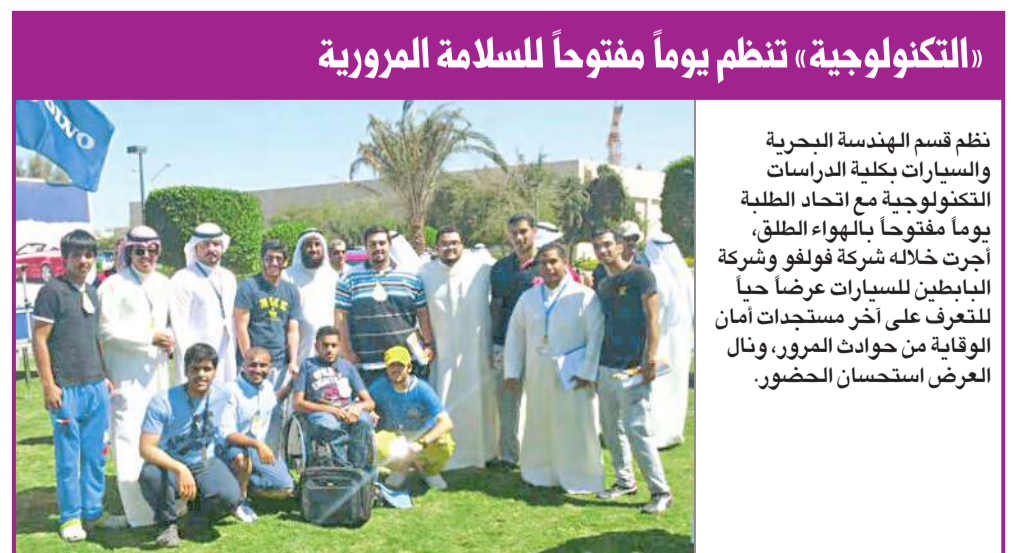 «التكنولوجية» تنظم يوماً مفتوحاً للسلامة المرورية
نظم قسم الهندسة البحرية
والسيارات بكلية الدراسات
التكنولوجية مع اتحاد الطلبة
يوماً مفتوحاً بالهواء الطلق،
أجرت خلاله شركة فولفو وشركة
البابطين للسيارات عرضاً حياً
للتعرف على آخر مستجدات أمان
الوقاية من حوادث المرور، ونال
العرض استحسان الحضور.